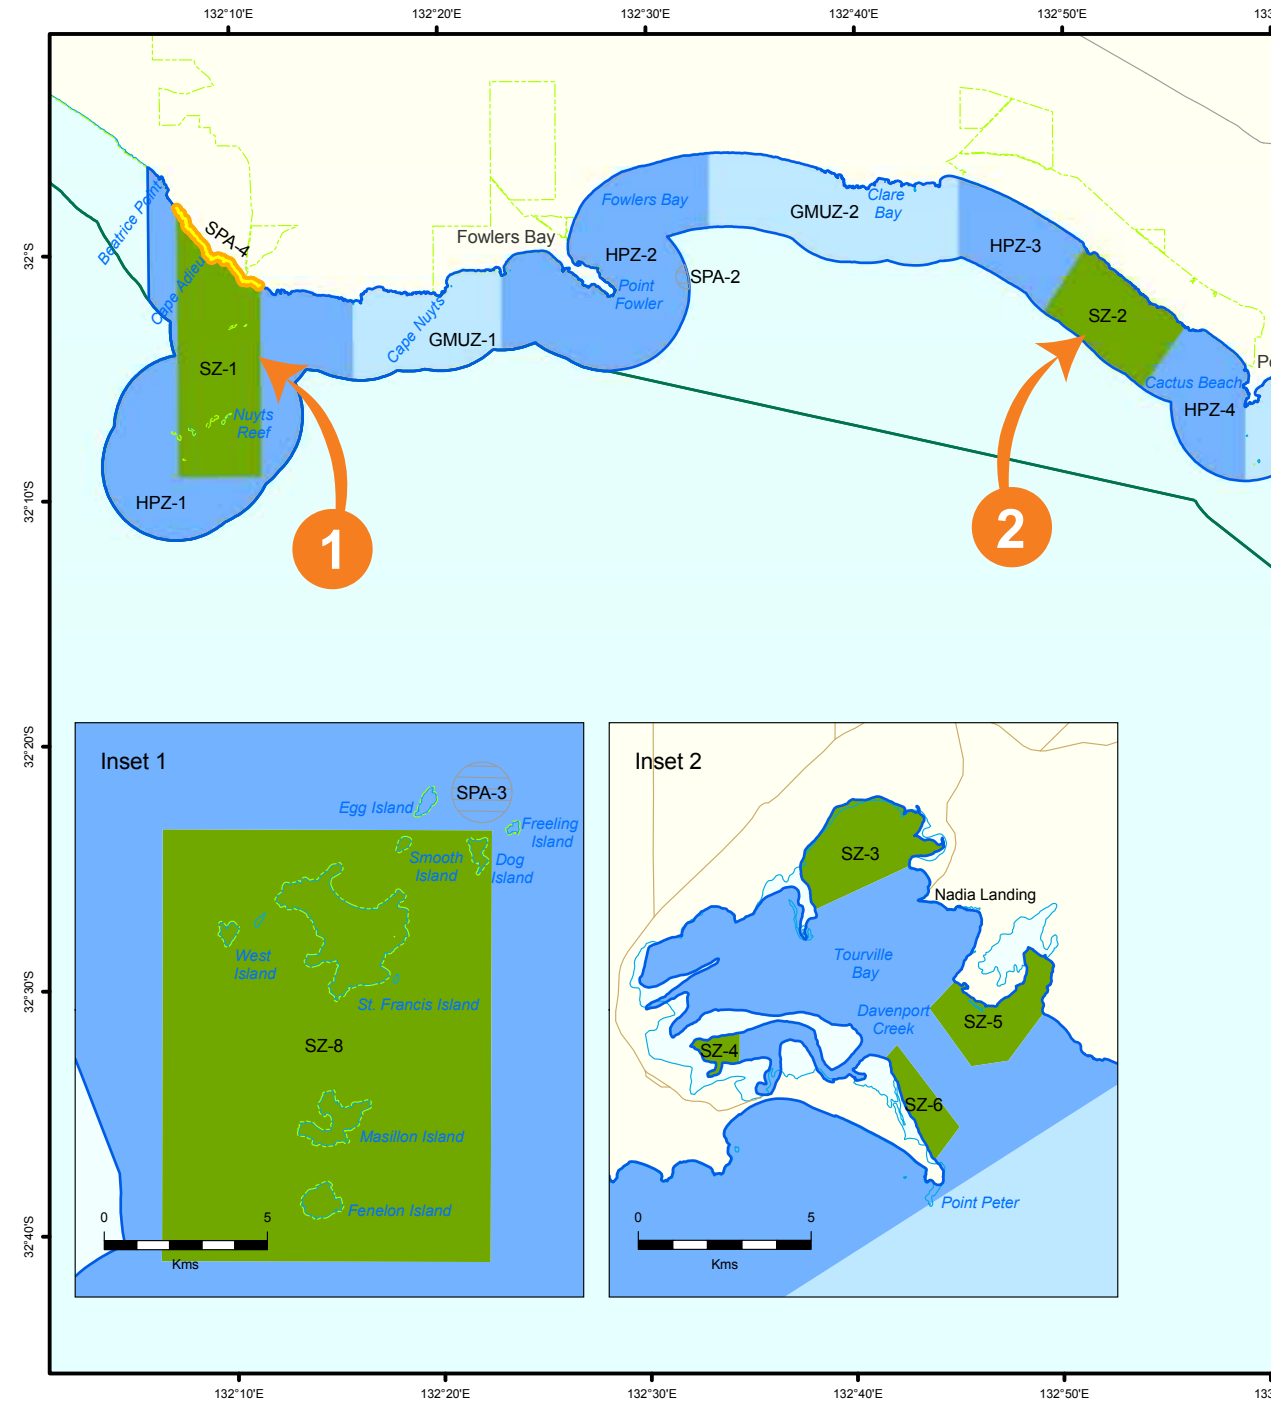 132°10'E
132°20'E
132°30'E
132°40'E
132°50'E
Beatrice Point
SPA-4
Cape Adieu
SZ-1
Nuyts
Reef
HPZ-1
Cape Nuyts
GMUZ-1
Fowlers Bay
Fowlers Bay
HPZ-2
Point
Fowler
SPA-2
GMUZ-2
Clare
Bay
HPZ-3
SZ-2
Cactus Beach
HPZ-4
1
2
32°S
32°10'S
32°20'S
32°30'S
32°40'S
Inset 1
Egg Island
SPA-3
Freeling
Island
Smooth
Island
Dog
Island
West
Island
St. Francis Island
SZ-8
Masillon Island
Fenelon Island
0
5
Kms
Inset 2
SZ-3
Nadia Landing
Tourville
Bay
Davenport
Creek
SZ-5
SZ-4
SZ-6
Point Peter
0
5
Kms
132°10'E
132°20'E
132°30'E
132°40'E
132°50'E